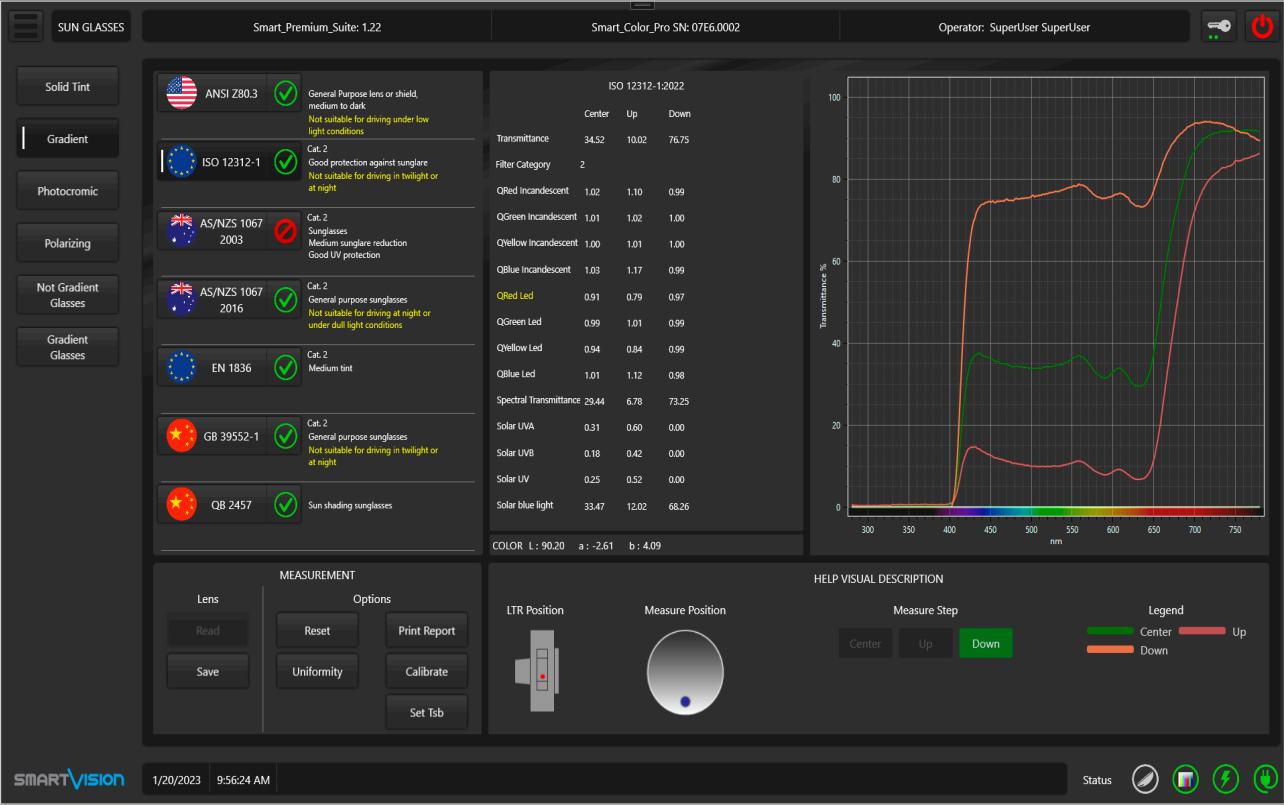 SUN GLASSES
Smart_Premium_Suite: 1.22
Smart_Color_Pro SN: 07E6.0002
Operator: SuperUser SuperUser
Solid Tint
Gradient
Photocromic
Polarizing
Not Gradient
Glasses
Gradient
Glasses
ANSI Z80.3
General Purpose lens or shield,
medium to dark
Not suitable for driving under low
light conditions
ISO 12312-1
Cat. 2
Good protection against sunglare
Not suitable for driving in twilight or
at night
AS/NZS 1067
2003
Cat. 2
Sunglasses
Medium sunglare reduction
Good UV protection
AS/NZS 1067
2016
Cat. 2
General purpose sunglasses
Not suitable for driving at night or
under dull light conditions
EN 1836
Cat. 2
Medium tint
GB 39552-1
Cat. 2
General purpose sunglasses
Not suitable for driving in twilight or
at night
QB 2457
Sun shading sunglasses
ISO 12312-1:2022
Center Up Down
Transmittance 34.52 10.02 76.75
Filter Category 2
QRed Incandescent 1.02 1.10 0.99
QGreen Incandescent 1.01 1.02 1.00
QYellow Incandescent 1.00 1.01 1.00
QBlue Incandescent 1.03 1.17 0.99
QRed Led 0.91 0.79 0.97
QGreen Led 0.99 1.01 0.99
QYellow Led 0.94 0.84 0.99
QBlue Led 1.01 1.12 0.98
Spectral Transmittance 29.44 6.78 73.25
Solar UVA 0.31 0.60 0.00
Solar UVB 0.18 0.42 0.00
Solar UV 0.25 0.52 0.00
Solar blue light 33.47 12.02 68.26
COLOR L : 90.20 a : -2.61 b : 4.09
Transmittance %
100
80
60
40
20
0
300 350 400 450 500 550 600 650 700 750
nm
MEASUREMENT
Lens
Options
Read
Reset
Print Report
Save
Uniformity
Calibrate
Set Tsb
HELP VISUAL DESCRIPTION
LTR Position
Measure Position
Measure Step
Center
Up
Down
Legend
Center
Up
Down
SMARTVISION
1/20/2023
9:56:24 AM
Status